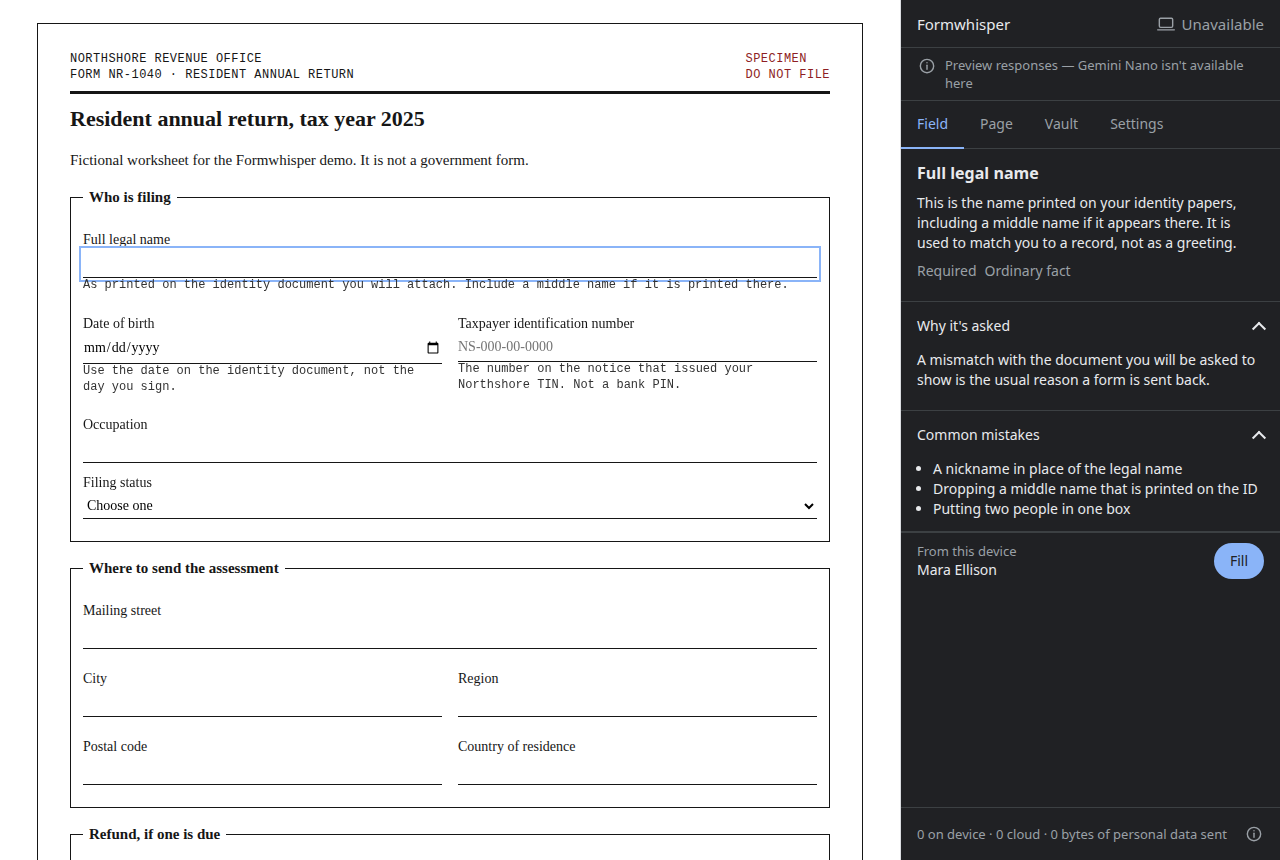 NORTHSHORE REVENUE OFFICE
FORM NR-1040 · RESIDENT ANNUAL RETURN
SPECIMEN
DO NOT FILE
Resident annual return, tax year 2025
Fictional worksheet for the Formwhisper demo. It is not a government form.
Who is filing
Full legal name
As printed on the identity document you will attach. Include a middle name if it is printed there.
Date of birth
mm/dd/yyyy
Use the date on the identity document, not the
day you sign.
Taxpayer identification number
NS-000-00-0000
The number on the notice that issued your
Northshore TIN. Not a bank PIN.
Occupation
Filing status
Choose one
Where to send the assessment
Mailing street
City
Region
Postal code
Country of residence
Refund, if one is due
Formwhisper
Unavailable
Preview responses — Gemini Nano isn't available
here
Field
Page
Vault
Settings
Full legal name
This is the name printed on your identity papers,
including a middle name if it appears there. It is
used to match you to a record, not as a greeting.
Required Ordinary fact
Why it's asked
A mismatch with the document you will be asked to
show is the usual reason a form is sent back.
Common mistakes
A nickname in place of the legal name
Dropping a middle name that is printed on the ID
Putting two people in one box
From this device
Mara Ellison
Fill
0 on device · 0 cloud · 0 bytes of personal data sent